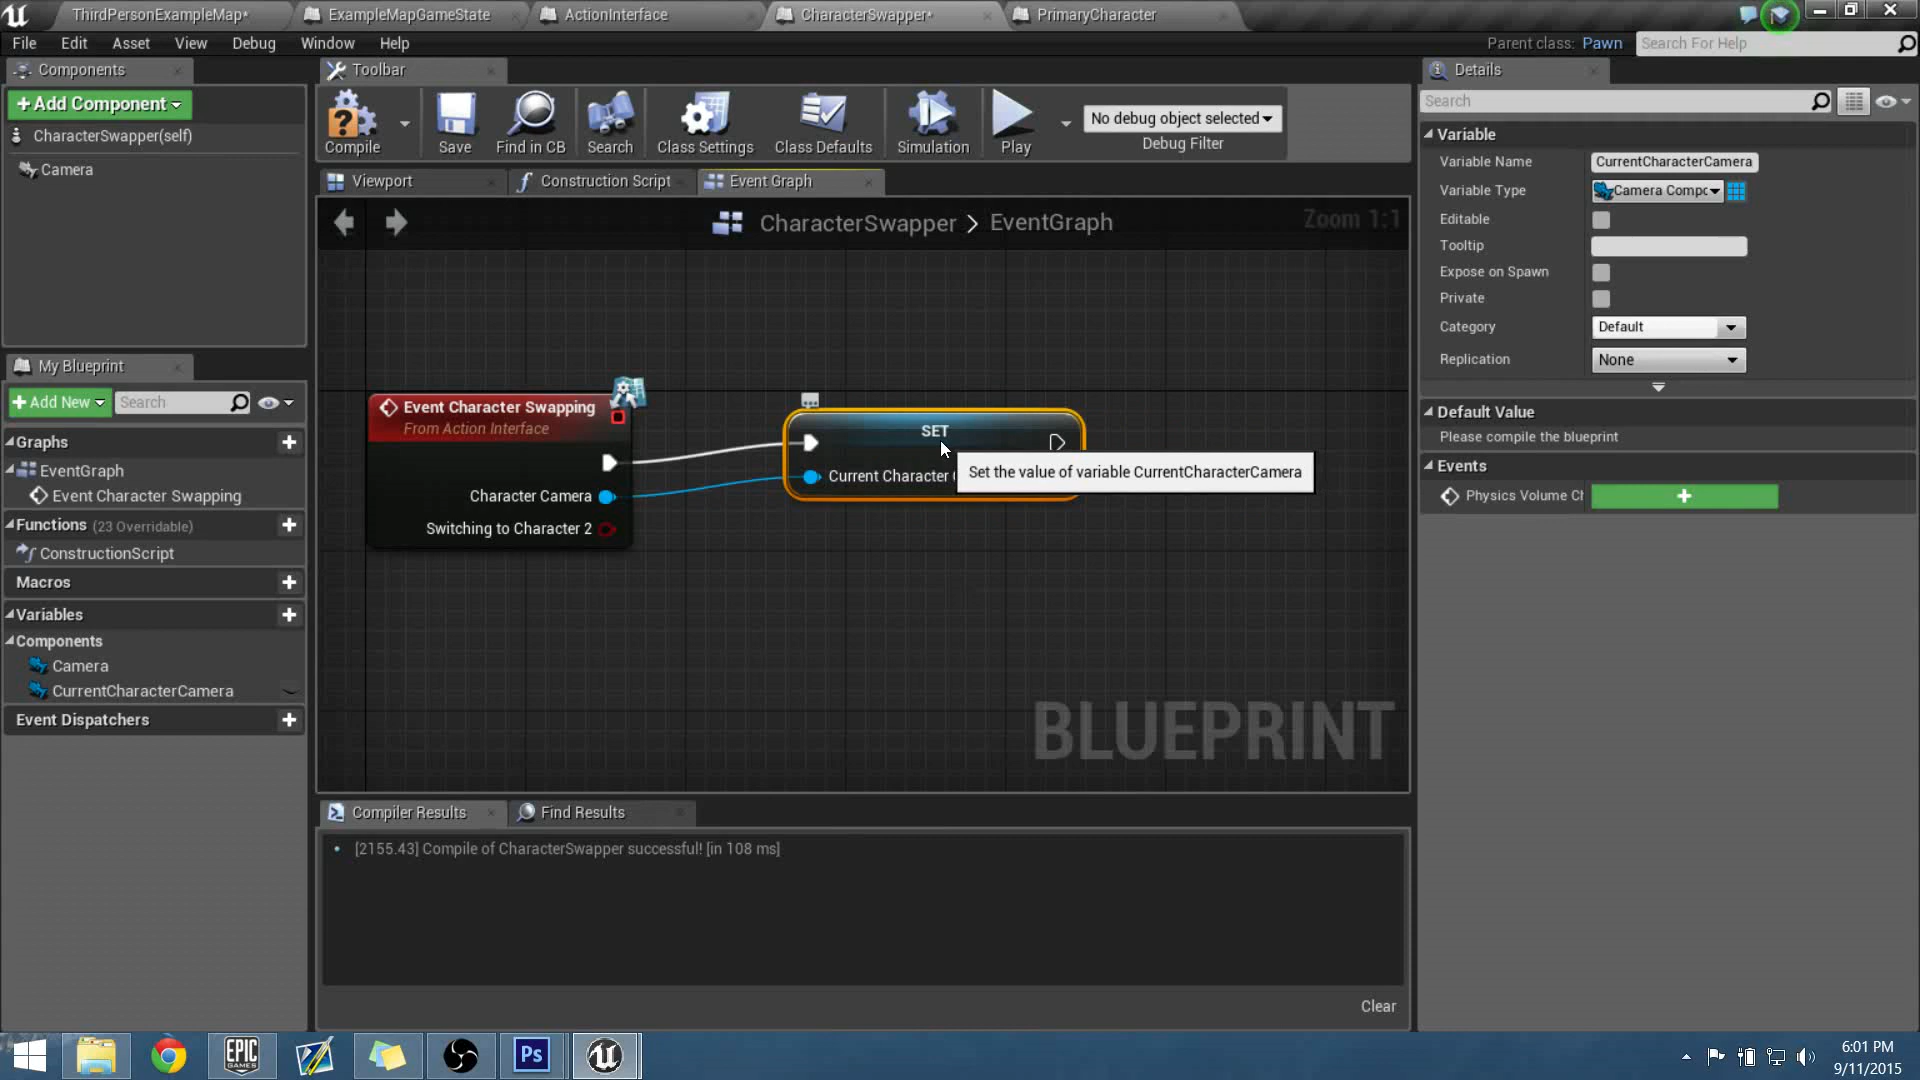 ThirdPersonExampleMap*
ExampleMapGameState
ActionInterface
CharacterSwapper*
PrimaryCharacter
File
Edit
Asset
View
Debug
Window
Help
Parent class: Pawn
Search For Help
Components
Add Component
CharacterSwapper(self)
Camera
Toolbar
Compile
Save
Find in CB
Search
Class Settings
Class Defaults
Simulation
Play
No debug object selected
Debug Filter
Viewport
Construction Script
Event Graph
CharacterSwapper > EventGraph
Zoom 1:1
Event Character Swapping
From Action Interface
Character Camera
Switching to Character 2
SET
Current Character
Set the value of variable CurrentCharacterCamera
BLUEPRINT
My Blueprint
Add New
Search
Graphs
EventGraph
Event Character Swapping
Functions (23 Overridable)
ConstructionScript
Macros
Variables
Components
Camera
CurrentCharacterCamera
Event Dispatchers
Compiler Results
Find Results
[2155.43] Compile of CharacterSwapper successful! [in 108 ms]
Clear
Details
Search
Variable
Variable Name
CurrentCharacterCamera
Variable Type
Camera Compo
Editable
Tooltip
Expose on Spawn
Private
Category
Default
Replication
None
Default Value
Please compile the blueprint
Events
Physics Volume Ch
EPIC
GAMES
Ps
6:01 PM
9/11/2015